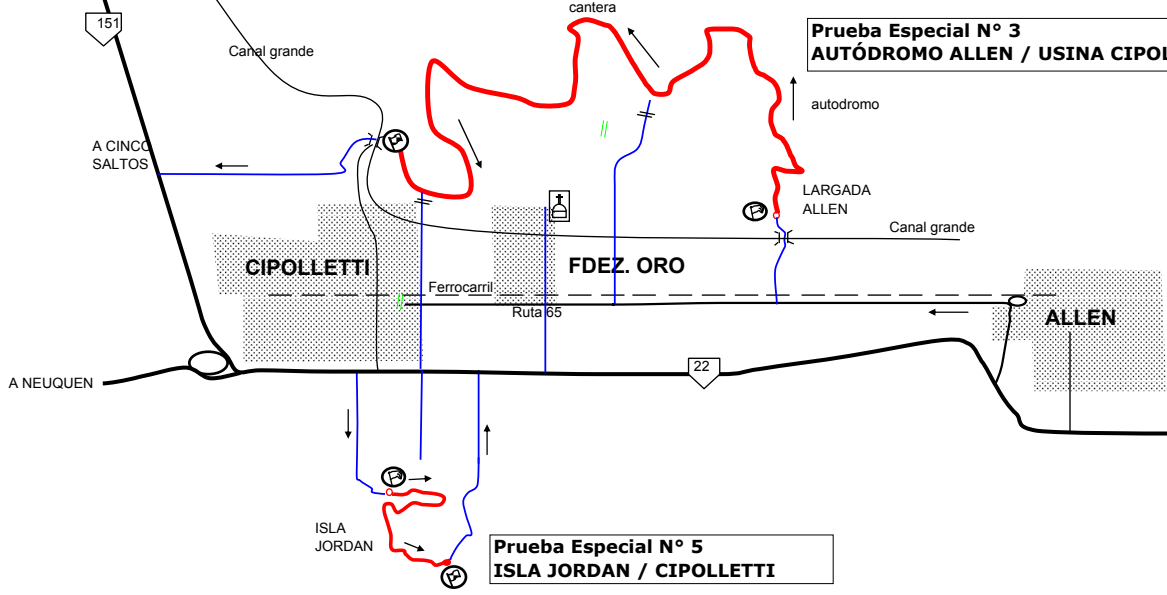 cantera
151
Prueba Especial N° 3
AUTÓDROMO ALLEN / USINA CIPOL
Canal grande
autodromo
A CINCO
SALTOS
LARGADA
ALLEN
Canal grande
CIPOLLETTI
FDEZ. ORO
Ferrocarril
Ruta 65
ALLEN
22
A NEUQUEN
ISLA
JORDAN
Prueba Especial N° 5
ISLA JORDAN / CIPOLLETTI